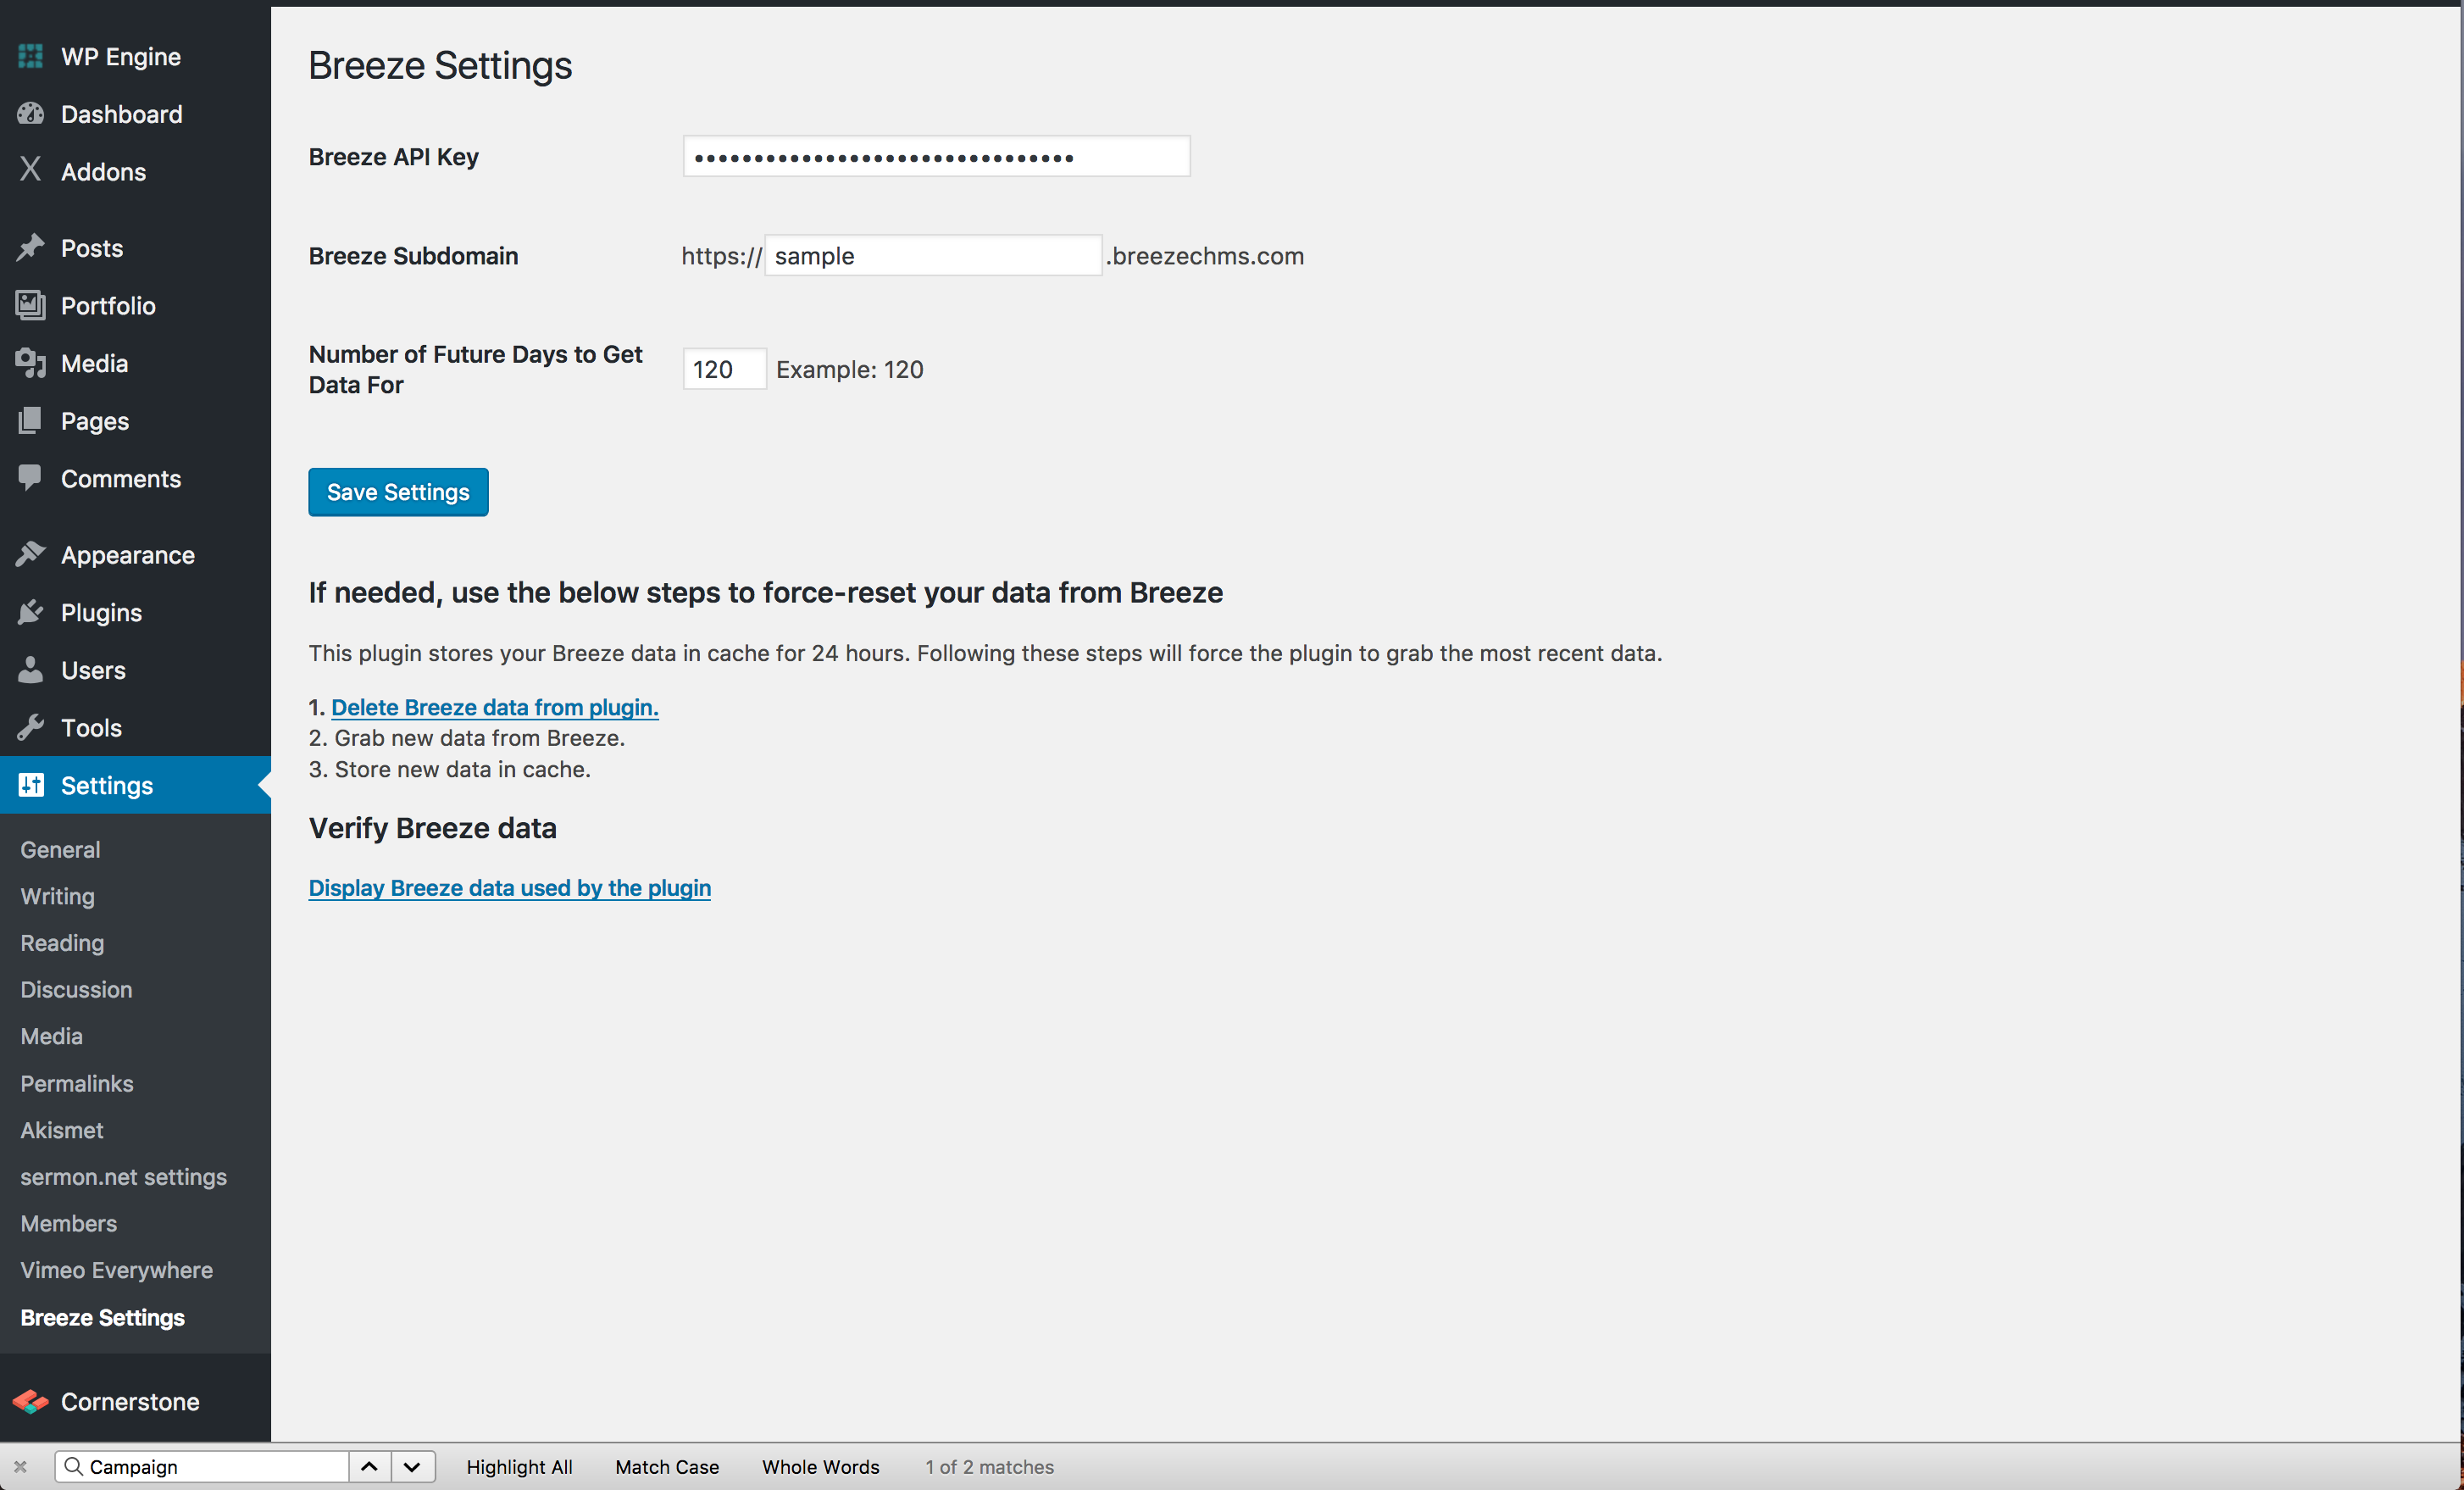 WP Engine
Dashboard
Addons
Posts
Portfolio
Media
Pages
Comments
Appearance
Plugins
Users
Tools
Settings
General
Writing
Reading
Discussion
Media
Permalinks
Akismet
sermon.net settings
Members
Vimeo Everywhere
Breeze Settings
Cornerstone
Breeze Settings
Breeze API Key ••••••••••••••••••••••••••••••••
Breeze Subdomain https:// sample .breezechms.com
Number of Future Days to Get
Data For
120 Example: 120
Save Settings
If needed, use the below steps to force-reset your data from Breeze
This plugin stores your Breeze data in cache for 24 hours. Following these steps will force the plugin to grab the most recent data.
1. Delete Breeze data from plugin.
2. Grab new data from Breeze.
3. Store new data in cache.
Verify Breeze data
Display Breeze data used by the plugin
Campaign Highlight All Match Case Whole Words 1 of 2 matches